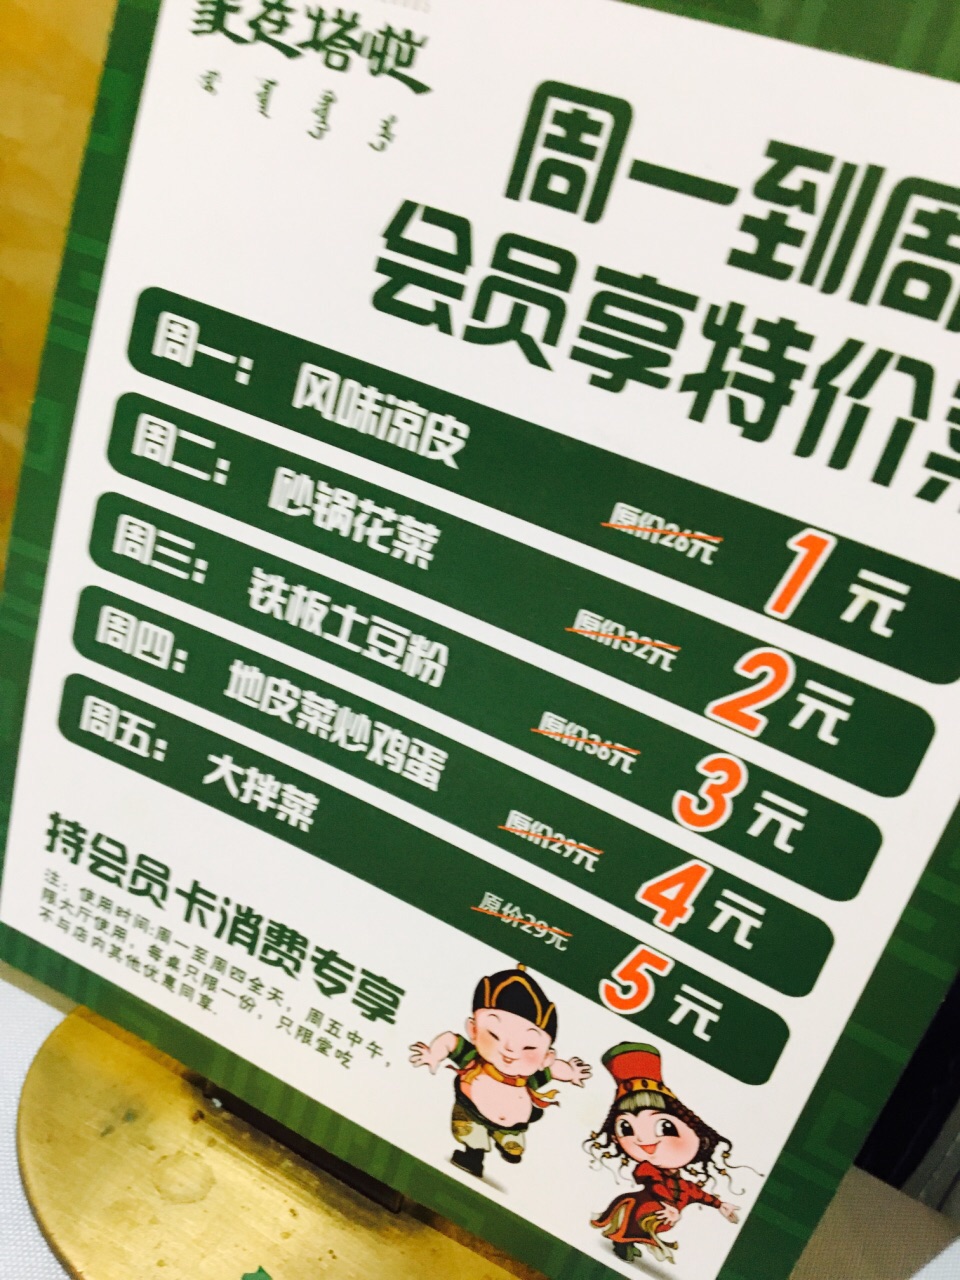 家在塔啦
周一到周
会员享特价
周一： 风味凉皮 原价26元 1元
周二： 砂锅花菜 原价32元 2元
周三： 铁板土豆粉 原价36元 3元
周四： 地皮菜炒鸡蛋 原价29元 4元
周五： 大拌菜 原价29元 5元
持会员卡消费专享
注：使用时间：周一至周四全天，周五中午，
限大厅使用，每桌只限一份，只限堂吃
不与店内其他优惠同享.